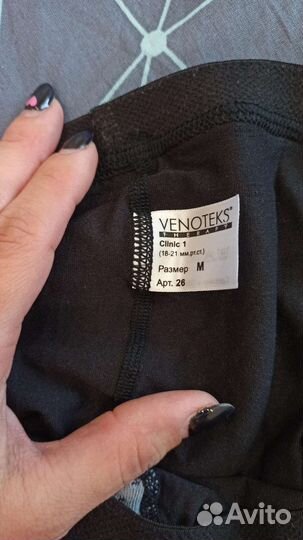 VENOTEKS®
THERAPY
Clinic 1
(18-21 мм.рт.ст.)
Размер M
Арт. 26
Avito